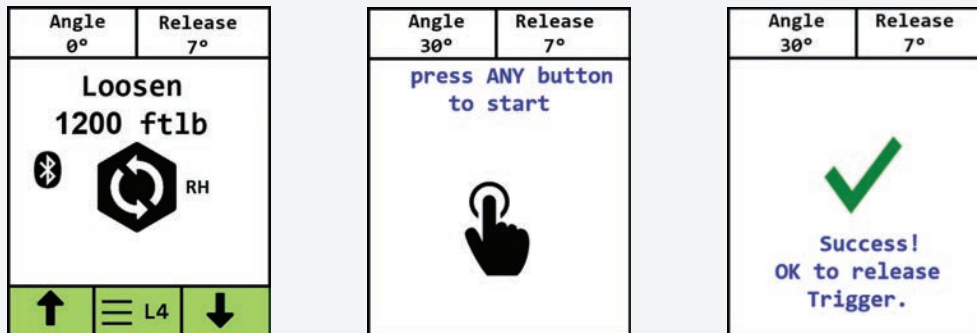 Angle
0°
Release
7°
Loosen
1200 ftlb
RH
L4
Angle
30°
Release
7°
press ANY button
to start
Angle
30°
Release
7°
Success!
OK to release
Trigger.